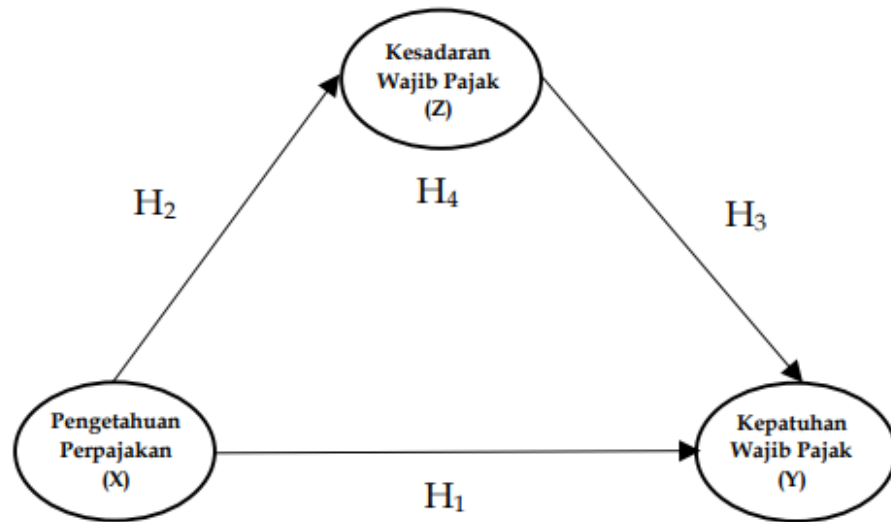 Kesadaran
Wajib Pajak
(Z)
H₂
H₄
H₃
Pengetahuan
Perpajakan
(X)
Kepatuhan
Wajib Pajak
(Y)
H₁